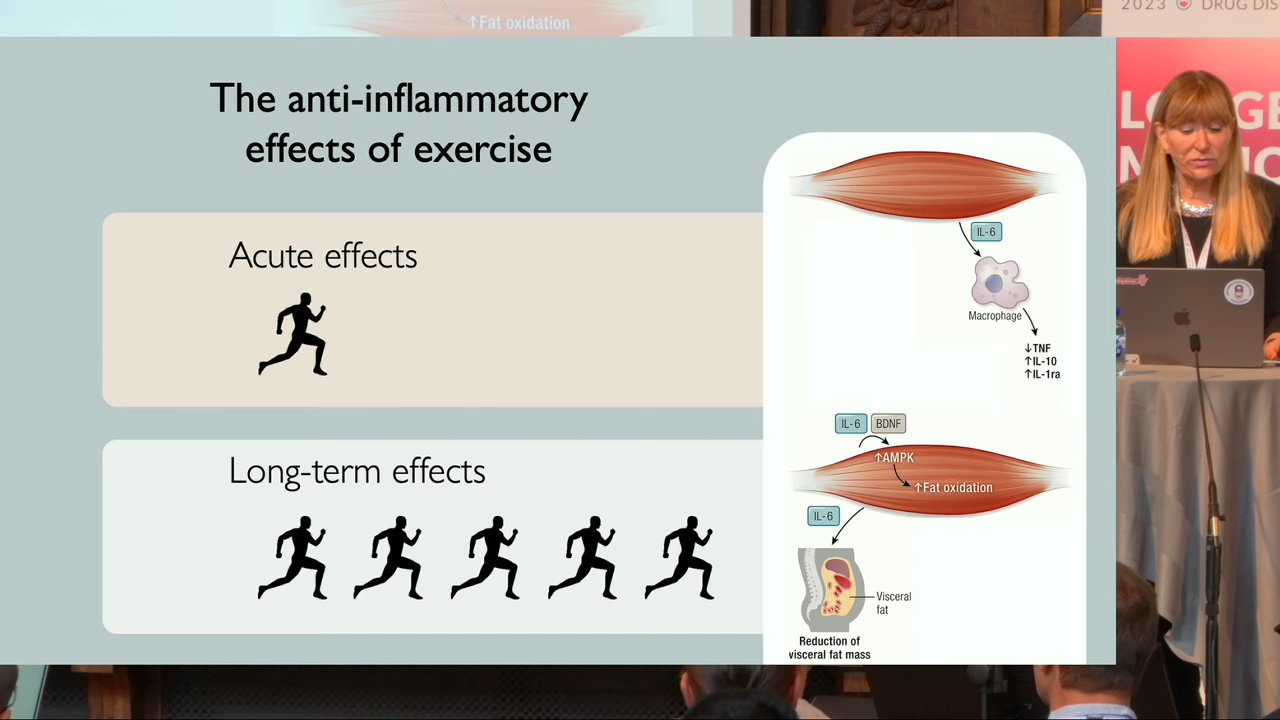 ↑Fat oxidation
2023 DRUG DIS
The anti-inflammatory
effects of exercise
Acute effects
Long-term effects
IL-6
Macrophage
↓TNF
↑IL-10
↑IL-1ra
IL-6 BDNF
↑AMPK
↑Fat oxidation
IL-6
Visceral
fat
Reduction of
visceral fat mass